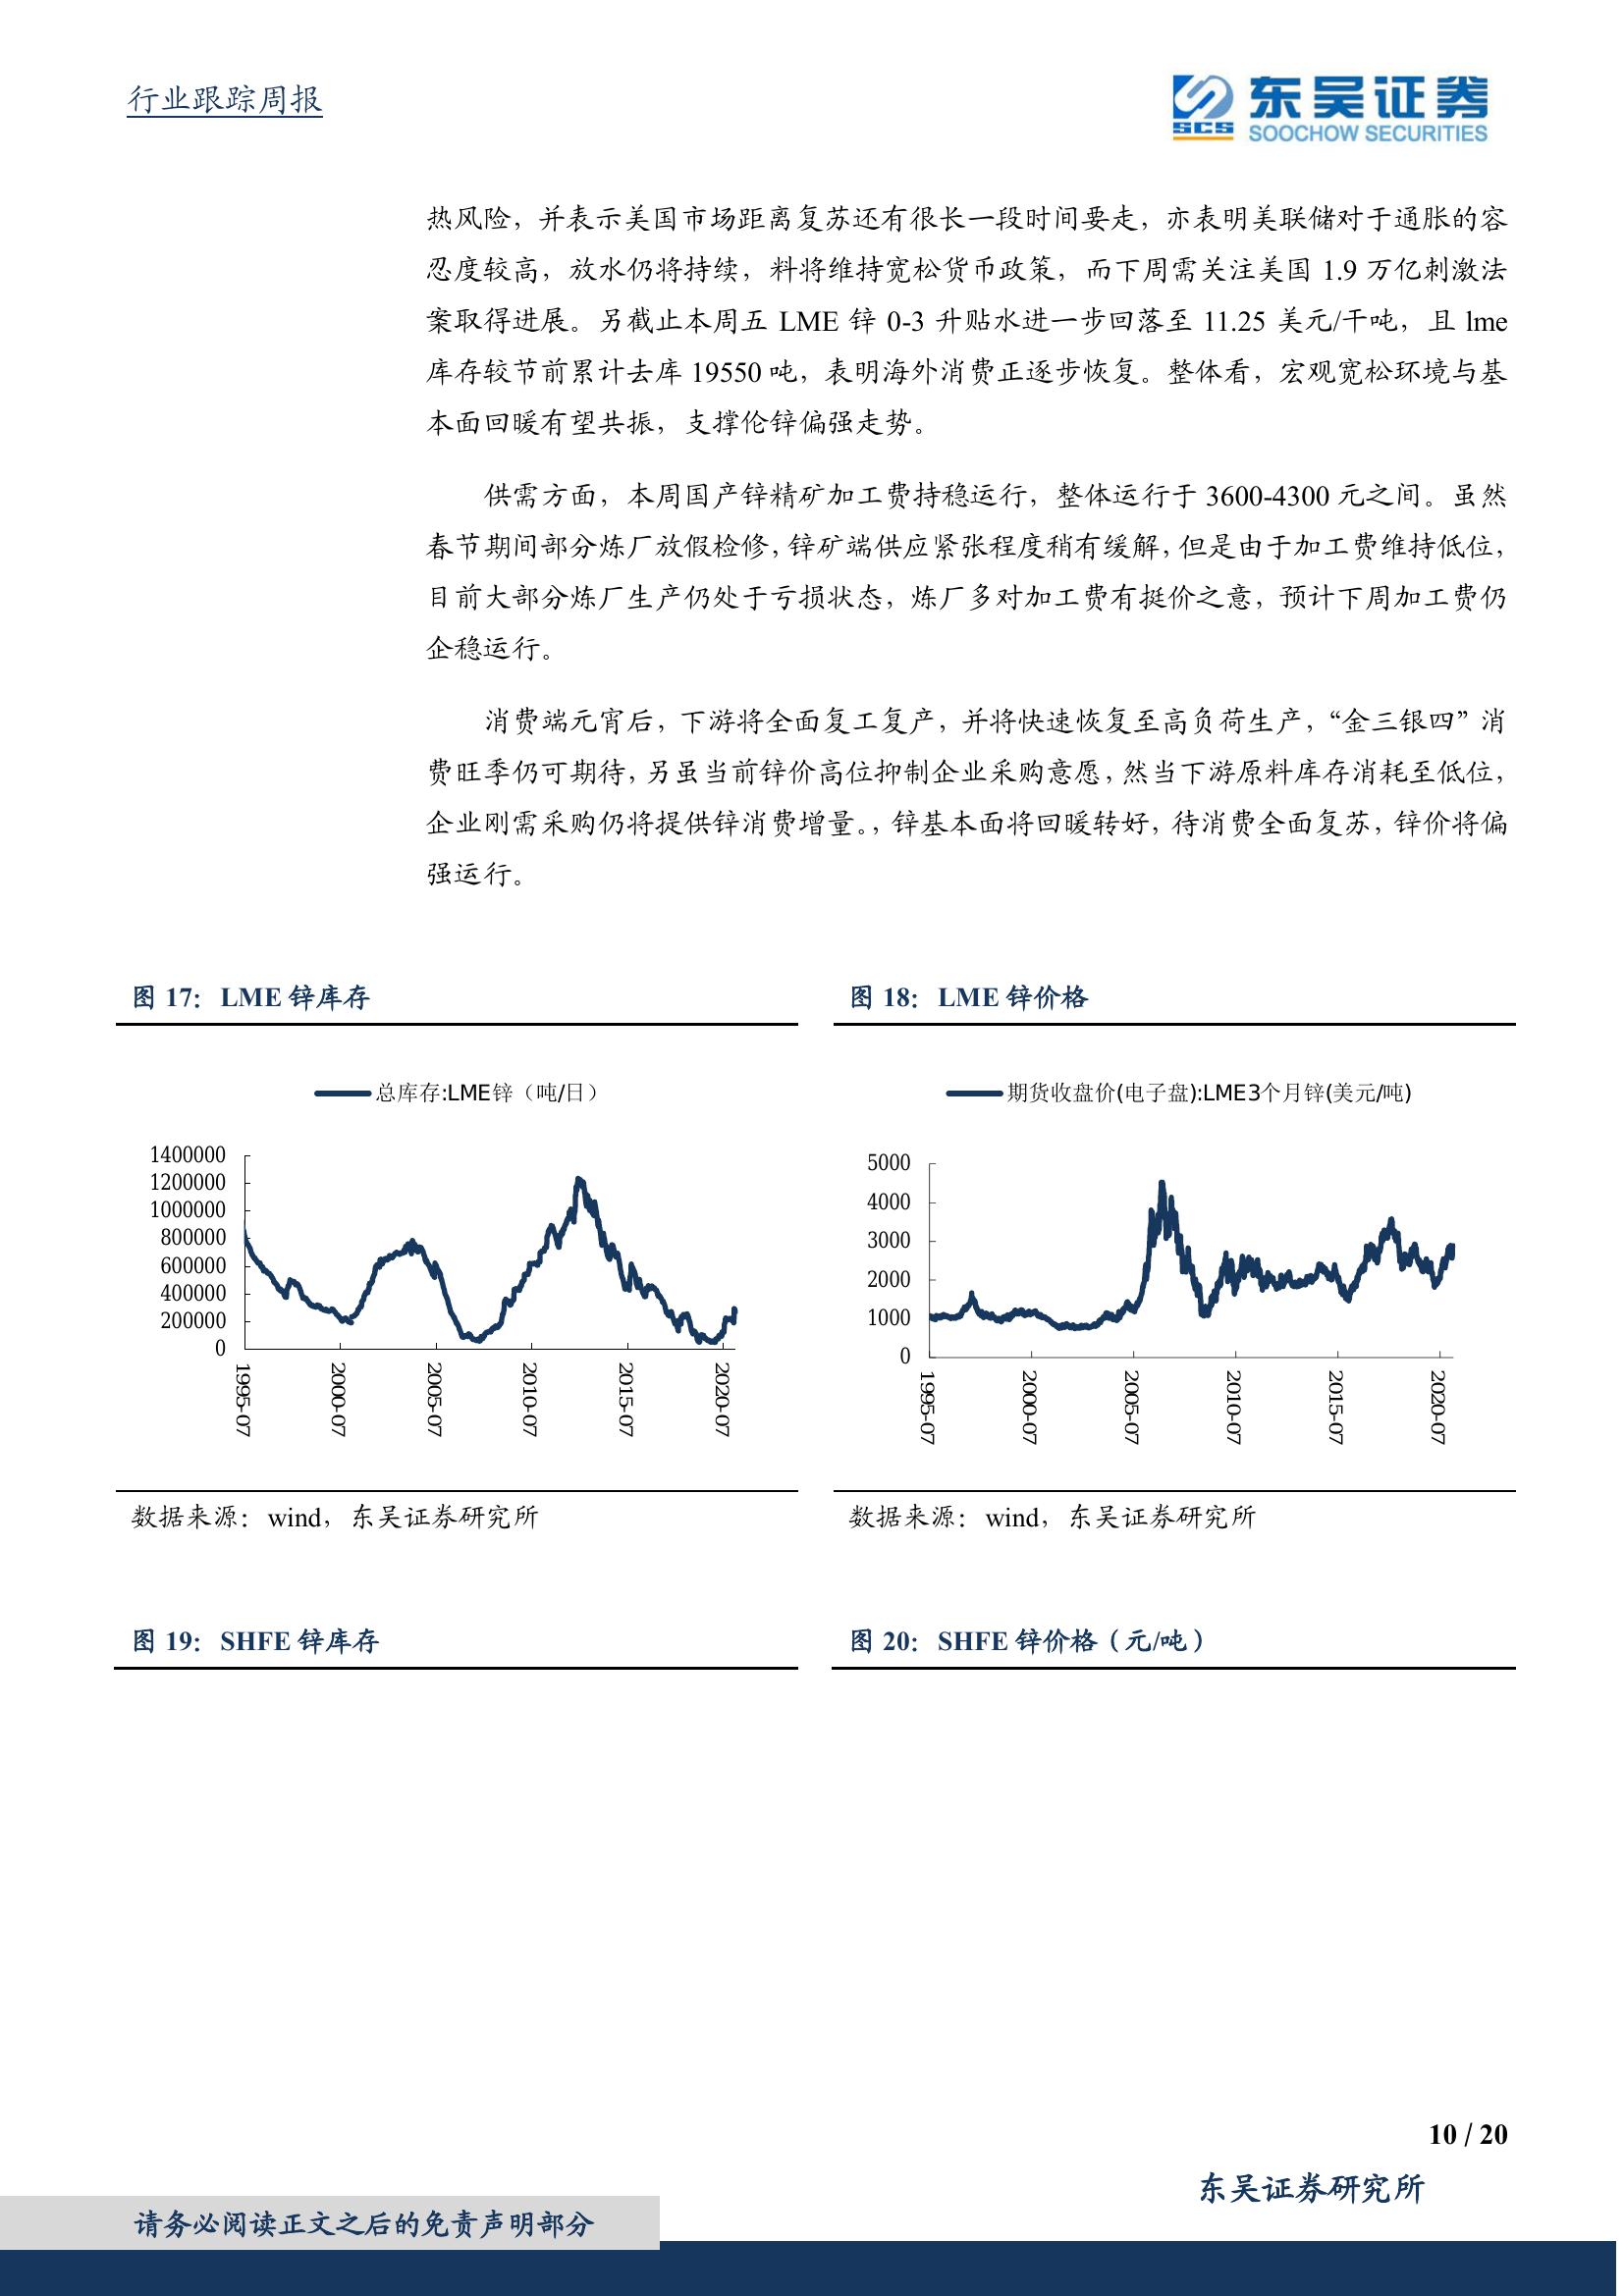 行业跟踪周报
东吴证券
SCS
SOOCHOW SECURITIES
热风险，并表示美国市场距离复苏还有很长一段时间要走，亦表明美联储对于通胀的容
忍度较高，放水仍将持续，料将维持宽松货币政策，而下周需关注美国 1.9 万亿刺激法
案取得进展。另截止本周五 LME 锌 0-3 升贴水进一步回落至 11.25 美元/干吨，且 lme
库存较节前累计去库 19550 吨，表明海外消费正逐步恢复。整体看，宏观宽松环境与基
本面回暖有望共振，支撑伦锌偏强走势。
供需方面，本周国产锌精矿加工费持稳运行，整体运行于 3600-4300 元之间。虽然
春节期间部分炼厂放假检修，锌矿端供应紧张程度稍有缓解，但是由于加工费维持低位，
目前大部分炼厂生产仍处于亏损状态，炼厂多对加工费有挺价之意，预计下周加工费仍
企稳运行。
消费端元宵后，下游将全面复工复产，并将快速恢复至高负荷生产，“金三银四”消
费旺季仍可期待，另虽当前锌价高位抑制企业采购意愿，然当下游原料库存消耗至低位，
企业刚需采购仍将提供锌消费增量。，锌基本面将回暖转好，待消费全面复苏，锌价将偏
强运行。
图 17： LME 锌库存
总库存:LME锌（吨/日）
1400000
1200000
1000000
800000
600000
400000
200000
0
1995-07
2000-07
2005-07
2010-07
2015-07
2020-07
数据来源：wind，东吴证券研究所
图 18： LME 锌价格
期货收盘价(电子盘):LME3个月锌(美元/吨)
5000
4000
3000
2000
1000
0
1995-07
2000-07
2005-07
2010-07
2015-07
2020-07
数据来源：wind，东吴证券研究所
图 19： SHFE 锌库存
图 20： SHFE 锌价格（元/吨）
10 / 20
东吴证券研究所
请务必阅读正文之后的免责声明部分